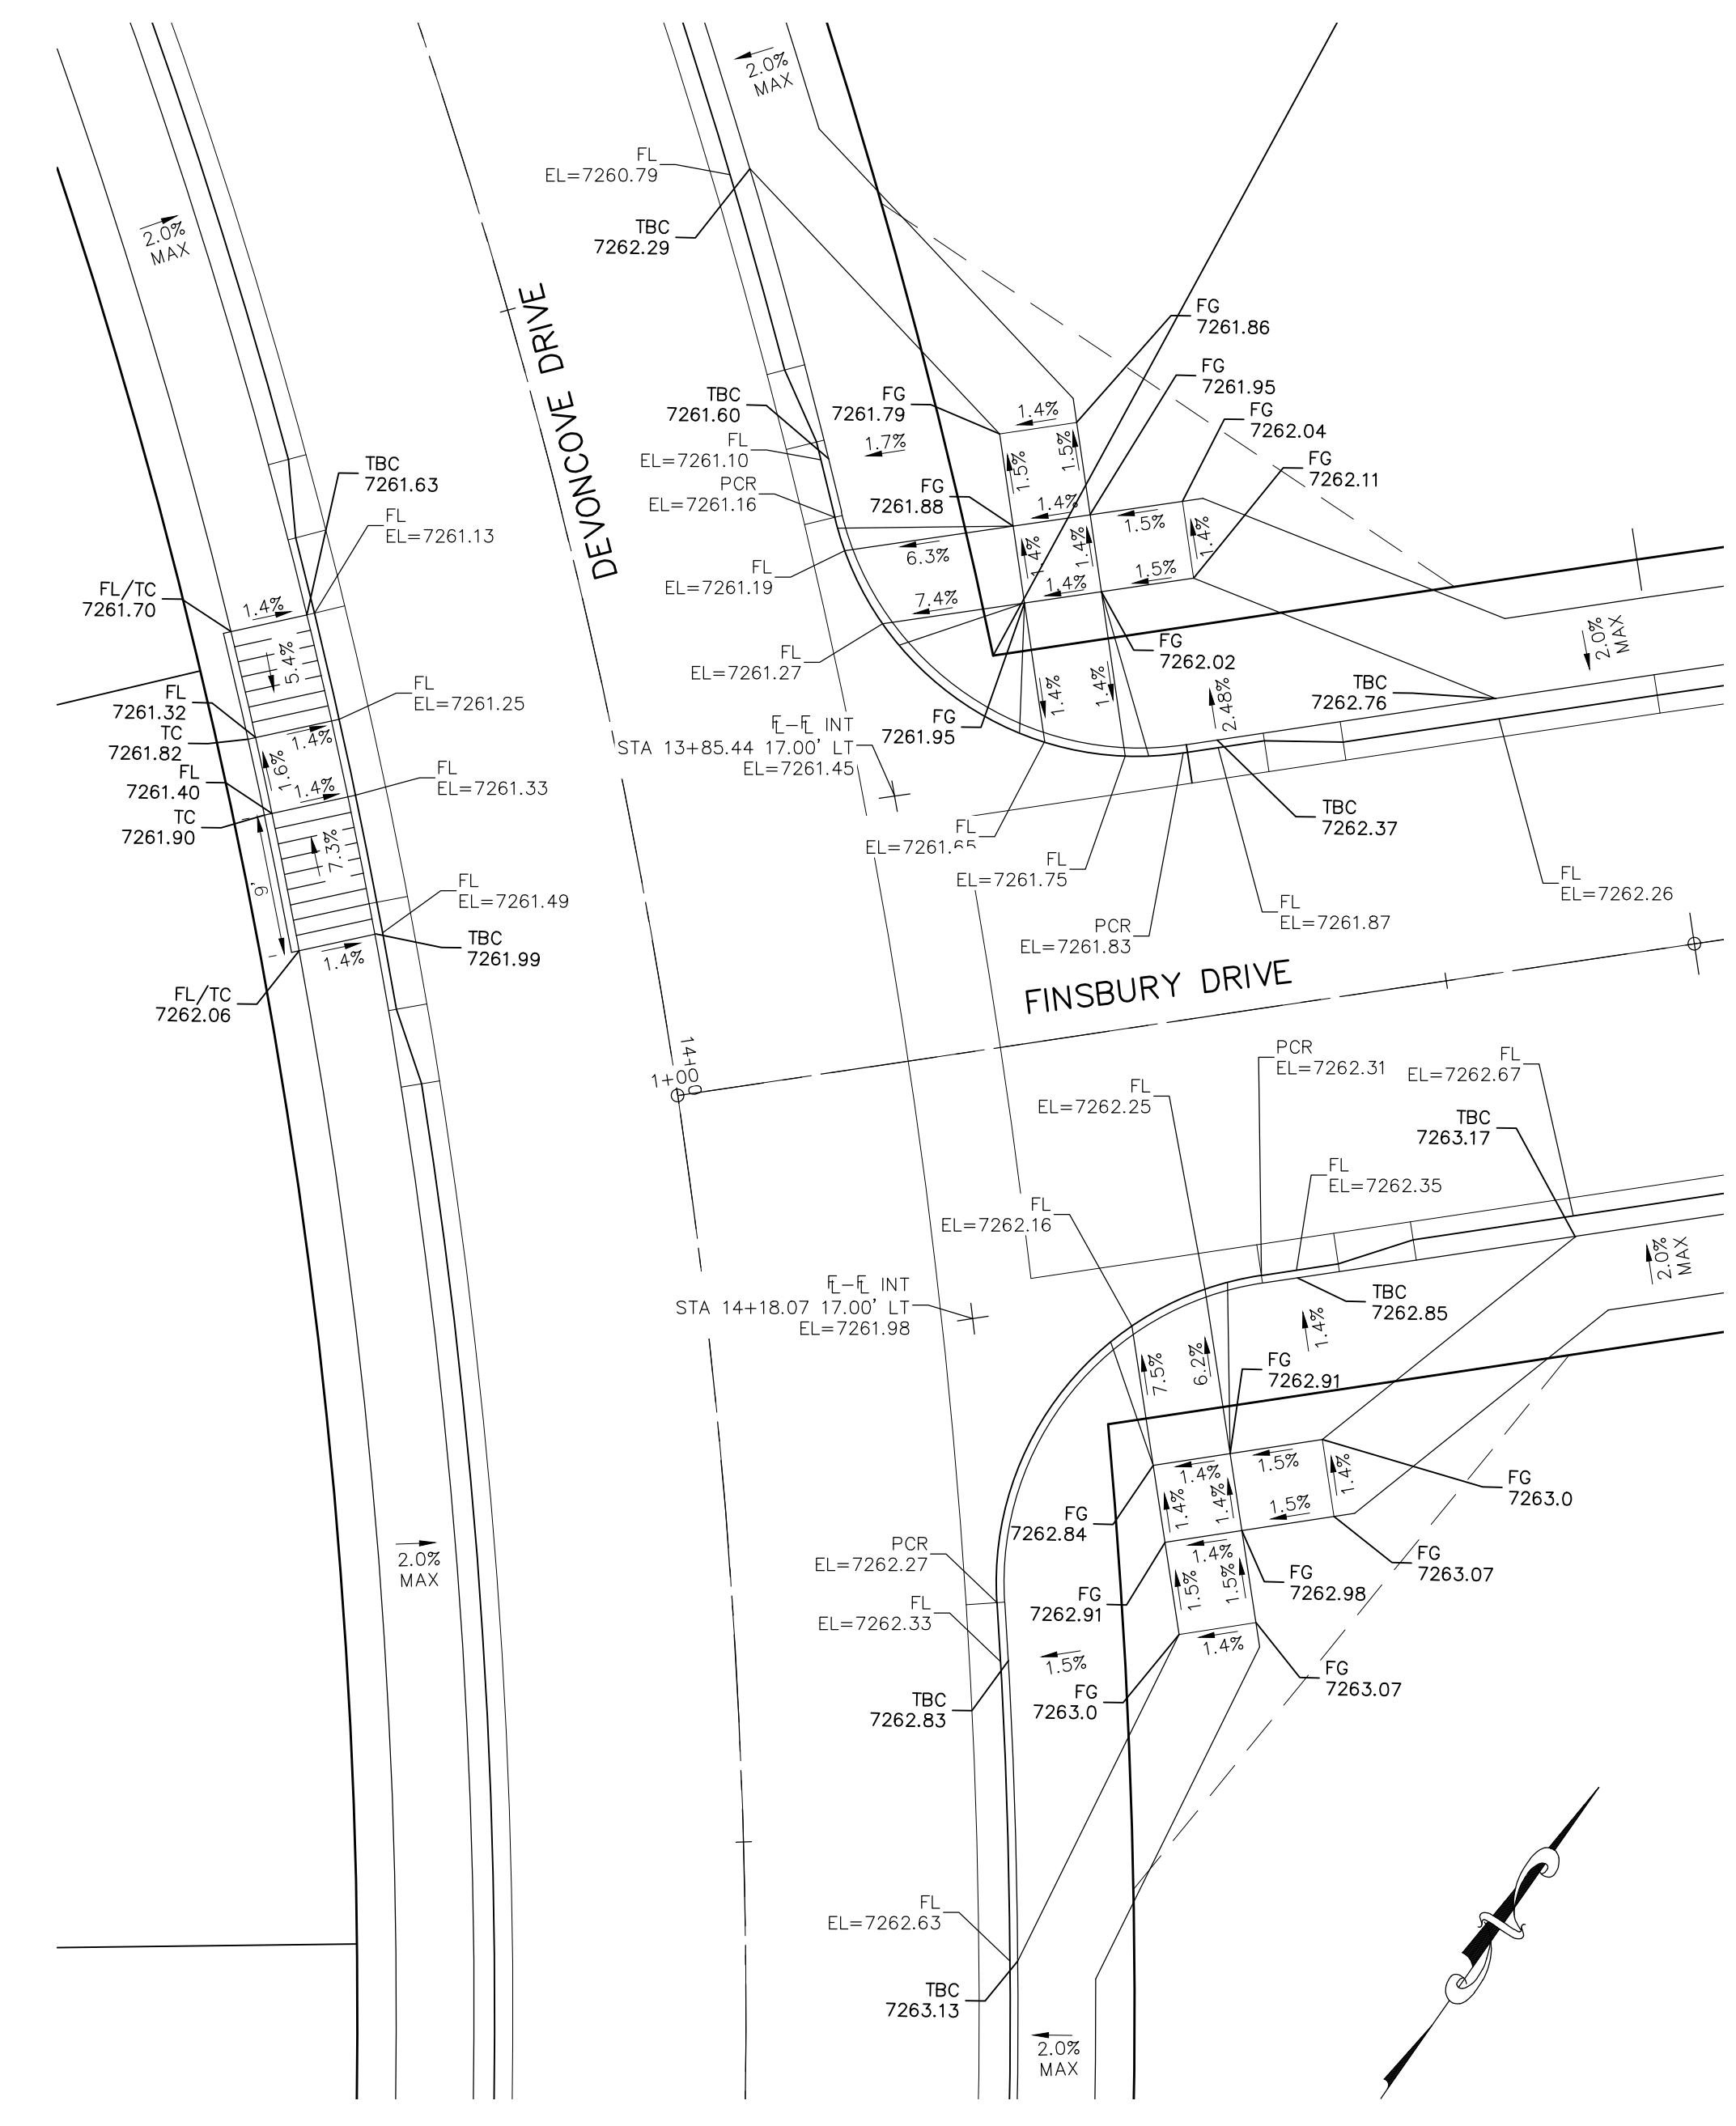 2.0%
MAX
2.0%
MAX
FL
EL=7260.79
TBC
7262.29
DEVONCOVE DRIVE
FG
7261.86
FG
7261.95
FG
7262.04
FG
7262.11
TBC
7261.60
FG
7261.79
1.4%
1.7%
1.5%
1.5%
FL
EL=7261.10
PCR
EL=7261.16
FG
7261.88
1.4%
1.5%
1.4%
6.3%
1.4%
1.4%
1.5%
1.4%
FL
EL=7261.19
7.4%
FL
EL=7261.27
FG
7262.02
FG
7261.95
1.4%
1.4%
2.48%
TBC
7262.76
2.0%
MAX
TBC
7261.63
FL
EL=7261.13
FL/TC
7261.70
1.4%
5.4%
FL
7261.32
TC
7261.82
FL
EL=7261.25
1.4%
1.6%
FL
7261.40
TC
7261.90
1.4%
FL
EL=7261.33
7.3%
9'
FL
EL=7261.49
TBC
7261.99
1.4%
FL/TC
7262.06
FL-FL INT
STA 13+85.44 17.00' LT
EL=7261.45
TBC
7262.37
FL
EL=7261.65
FL
EL=7261.75
PCR
EL=7261.83
FL
EL=7261.87
FL
EL=7262.26
FINSBURY DRIVE
14+00
1+00
PCR
EL=7262.31
FL
EL=7262.67
FL
EL=7262.25
TBC
7263.17
FL
EL=7262.35
FL
EL=7262.16
2.0%
MAX
FL-FL INT
STA 14+18.07 17.00' LT
EL=7261.98
TBC
7262.85
1.4%
7.5%
6.2%
FG
7262.91
1.4%
1.5%
1.4%
FG
7263.0
1.4%
1.4%
1.5%
FG
7262.84
1.4%
FG
7263.07
PCR
EL=7262.27
FG
7262.98
FG
7262.91
1.5%
1.5%
FL
EL=7262.33
1.4%
1.5%
FG
7263.07
FG
7263.0
TBC
7262.83
2.0%
MAX
FL
EL=7262.63
TBC
7263.13
2.0%
MAX